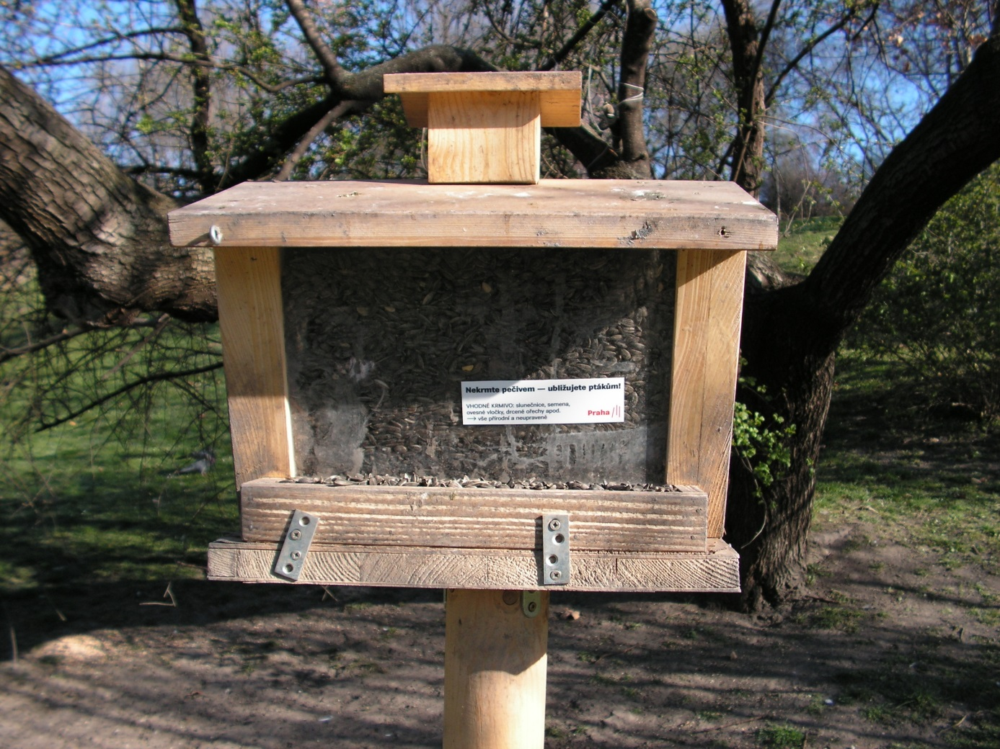 Nekrmte pečivem — ubližujete ptákům!
VHODNÉ KRMIVO: slunečnice, semena,
ovesné vločky, drcené ořechy apod.
→ vše přírodní a neupravené
Praha